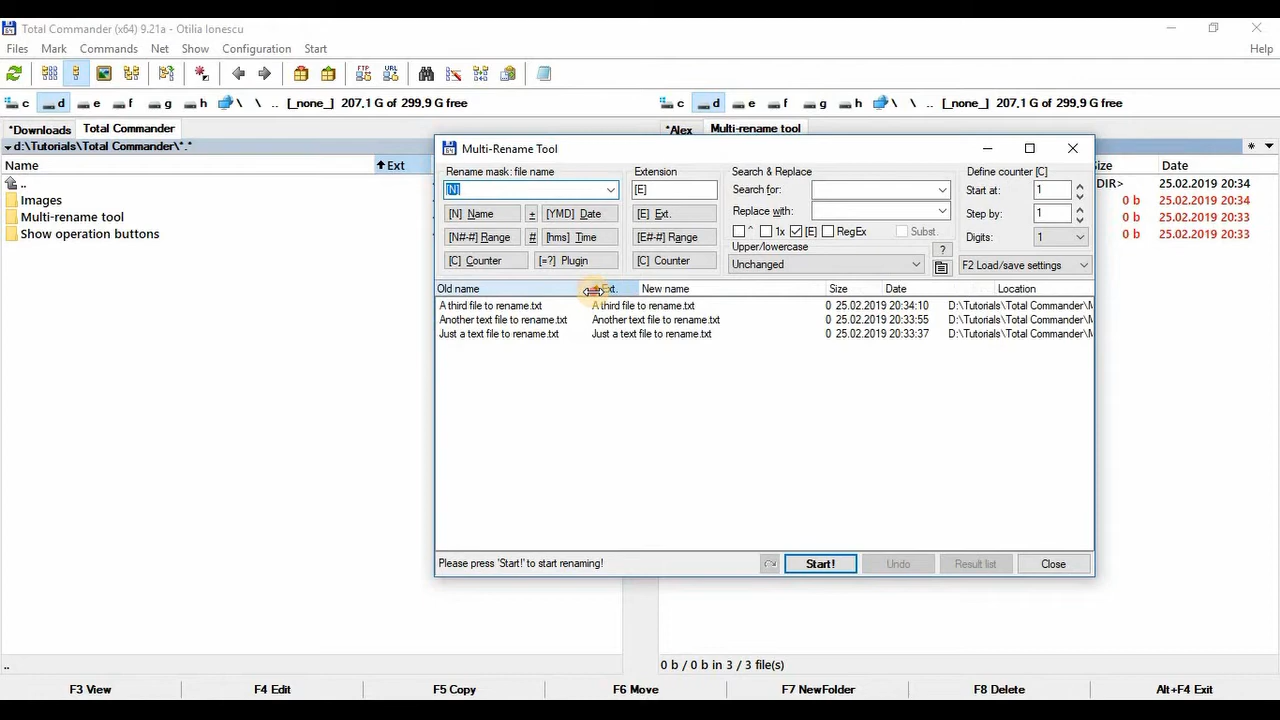 Total Commander (x64) 9.21a - Otilia Ionescu
Files Mark Commands Net Show Configuration Start Help
FTP URL
c d e f g h \ \ .. [_none_] 207,1 G of 299,9 G free
c d e f g h \ \ .. [_none_] 207,1 G of 299,9 G free
*Downloads Total Commander
*Alex Multi-rename tool
d:\Tutorials\Total Commander\*.*
* 
Name Ext
Size Date
..
Images
Multi-rename tool
Show operation buttons
DIR> 25.02.2019 20:34
0 b 25.02.2019 20:34
0 b 25.02.2019 20:33
0 b 25.02.2019 20:33
Multi-Rename Tool
Rename mask: file name Extension Search & Replace Define counter [C]
[N] [E] Search for: Start at: 1
[N] Name + [YMD] Date [E] Ext. Replace with: Step by: 1
[N#-#] Range # [hms] Time [E#-#] Range ^ 1x [E] RegEx Subst. Digits: 1
Upper/lowercase ?
[C] Counter [=?] Plugin [C] Counter Unchanged F2 Load/save settings
Old name Ext. New name Size Date Location
A third file to rename.txt A third file to rename.txt 0 25.02.2019 20:34:10 D:\Tutorials\Total Commander\M
Another text file to rename.txt Another text file to rename.txt 0 25.02.2019 20:33:55 D:\Tutorials\Total Commander\M
Just a text file to rename.txt Just a text file to rename.txt 0 25.02.2019 20:33:37 D:\Tutorials\Total Commander\M
Please press 'Start!' to start renaming! Start! Undo Result list Close
..
0 b / 0 b in 3 / 3 file(s)
F3 View F4 Edit F5 Copy F6 Move F7 NewFolder F8 Delete Alt+F4 Exit